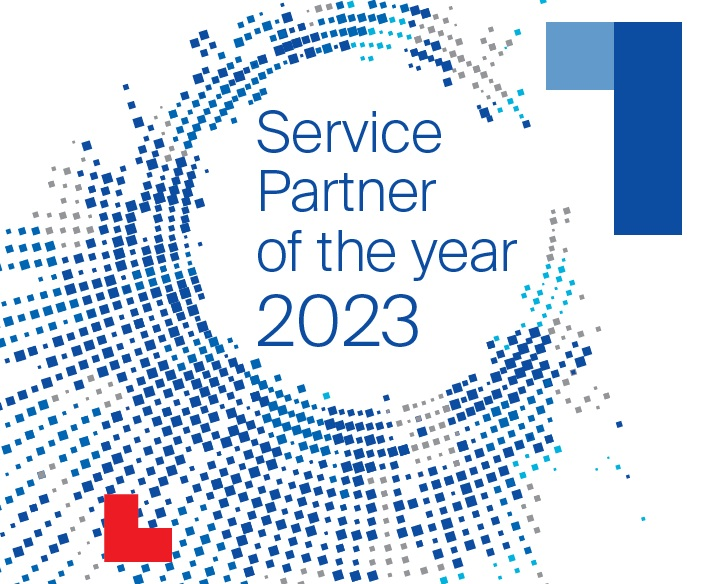 Service
Partner
of the year
2023